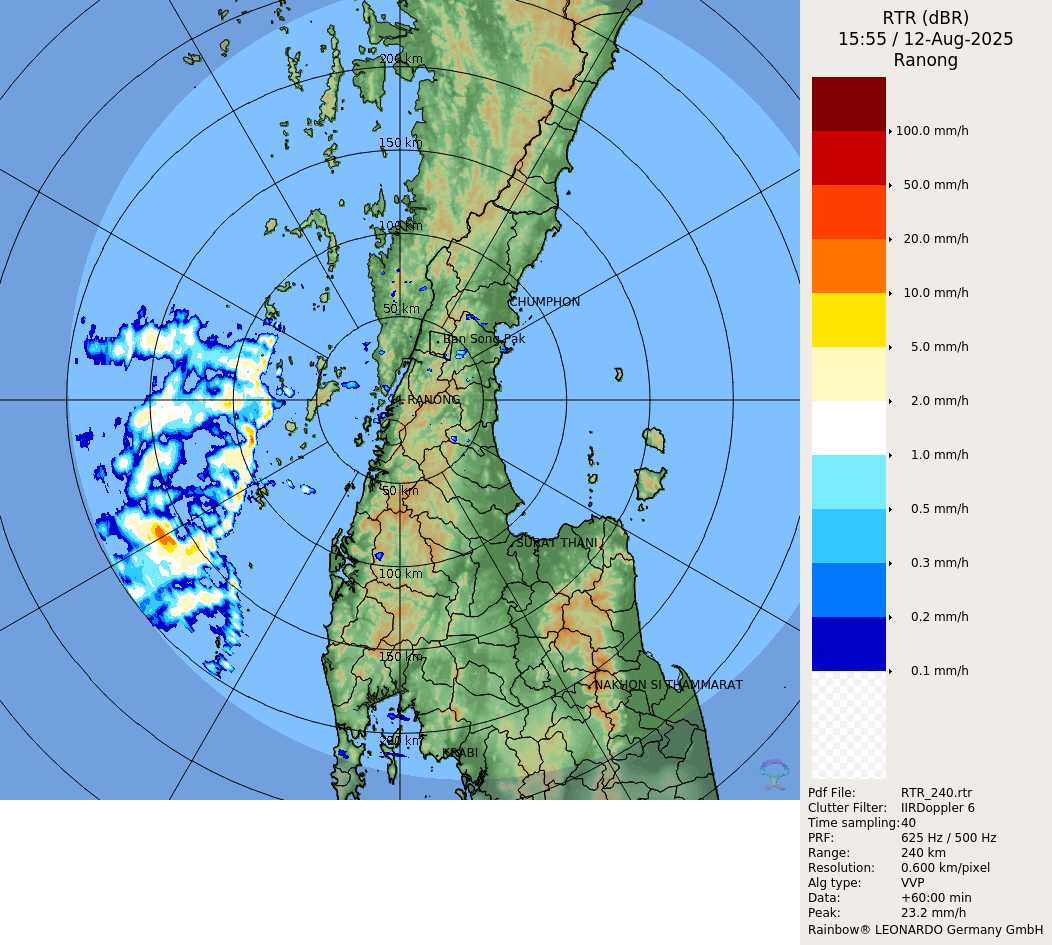 RTR (dBR)
15:55 / 12-Aug-2025
Ranong
100.0 mm/h
50.0 mm/h
20.0 mm/h
10.0 mm/h
5.0 mm/h
2.0 mm/h
1.0 mm/h
0.5 mm/h
0.3 mm/h
0.2 mm/h
0.1 mm/h
Pdf File: RTR_240.rtr
Clutter Filter: IIRDoppler 6
Time sampling: 40
PRF: 625 Hz / 500 Hz
Range: 240 km
Resolution: 0.600 km/pixel
Alg type: VVP
Data: +60:00 min
Peak: 23.2 mm/h
Rainbow® LEONARDO Germany GmbH
200 km
150 km
100 km
50 km
CHUMPHON
Ban Song Pak
RANONG
50 km
SURAT THANI
100 km
150 km
NAKHON SI THAMMARAT
200 km
KRABI